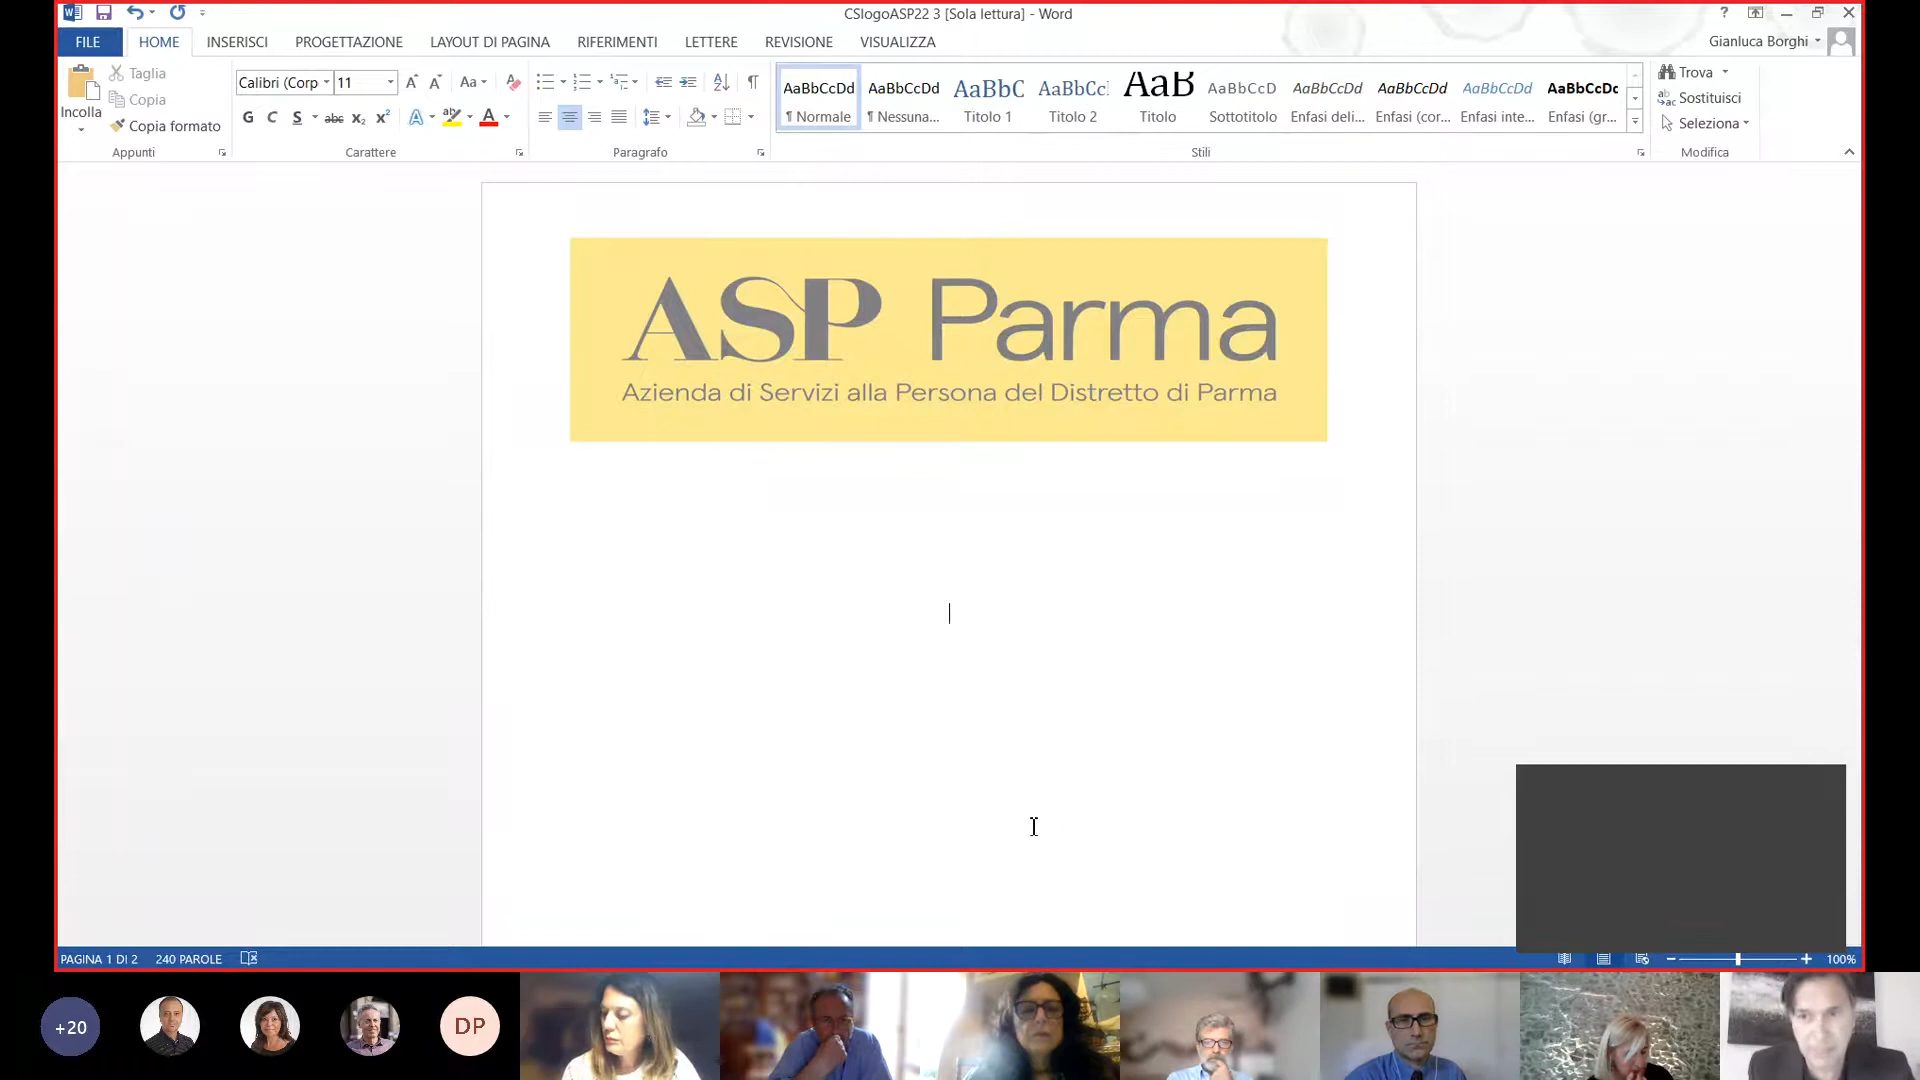 CSlogoASP22 3 [Sola lettura] - Word
?
FILE HOME INSERISCI PROGETTAZIONE LAYOUT DI PAGINA RIFERIMENTI LETTERE REVISIONE VISUALIZZA
Gianluca Borghi
Incolla
Taglia
Copia
Copia formato
Appunti
Calibri (Corp 11
Aa
G C S abc x₂ x² A A
Carattere
Paragrafo
AaBbCcDd AaBbCcDd AaBbC AaBbCc AaB AaBbCcD AaBbCcDd AaBbCcDd AaBbCcDd AaBbCcDc
¶ Normale ¶ Nessuna... Titolo 1 Titolo 2 Titolo Sottotitolo Enfasi deli... Enfasi (cor... Enfasi inte... Enfasi (gr...
Stili
Trova
Sostituisci
Seleziona
Modifica
ASP Parma
Azienda di Servizi alla Persona del Distretto di Parma
PAGINA 1 DI 2 240 PAROLE
100%
+20
DP